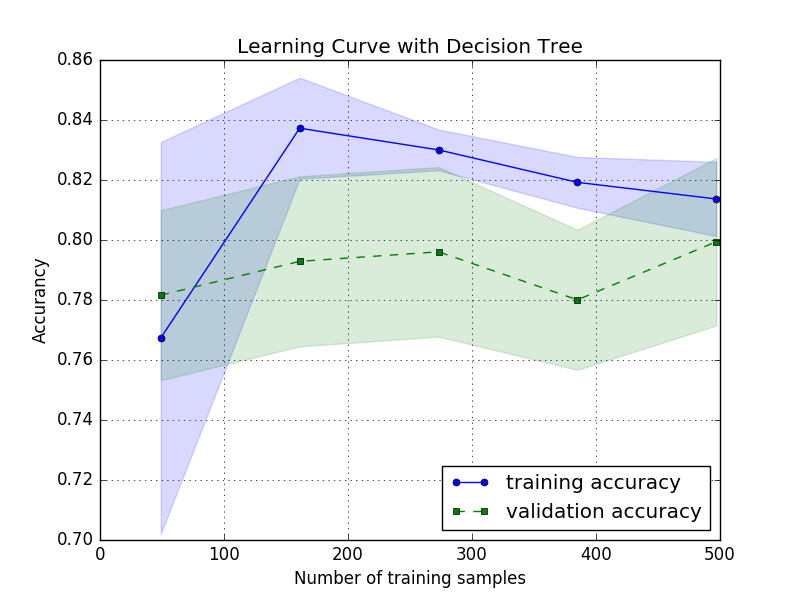 Learning Curve with Decision Tree
0.86
0.84
0.82
0.80
0.78
0.76
0.74
0.72
0.70
Accurancy
0 100 200 300 400 500
Number of training samples
training accuracy
validation accuracy